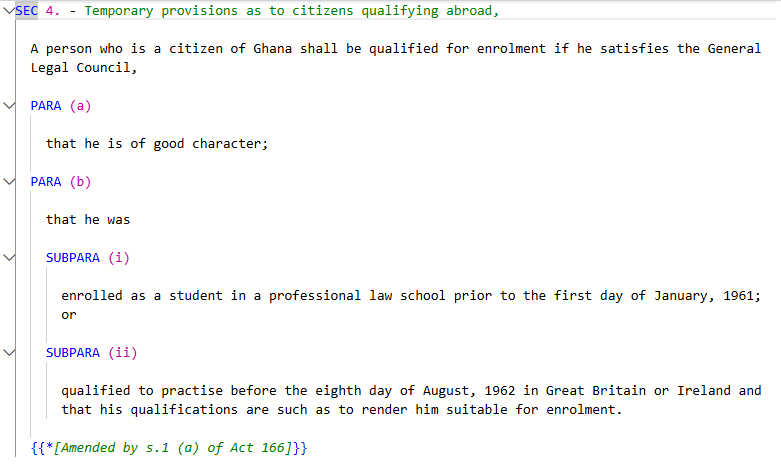 SEC 4. - Temporary provisions as to citizens qualifying abroad,
A person who is a citizen of Ghana shall be qualified for enrolment if he satisfies the General
Legal Council,
PARA (a)
that he is of good character;
PARA (b)
that he was
SUBPARA (i)
enrolled as a student in a professional law school prior to the first day of January, 1961;
or
SUBPARA (ii)
qualified to practise before the eighth day of August, 1962 in Great Britain or Ireland and
that his qualifications are such as to render him suitable for enrolment.
{{*[Amended by s.1 (a) of Act 166]}}